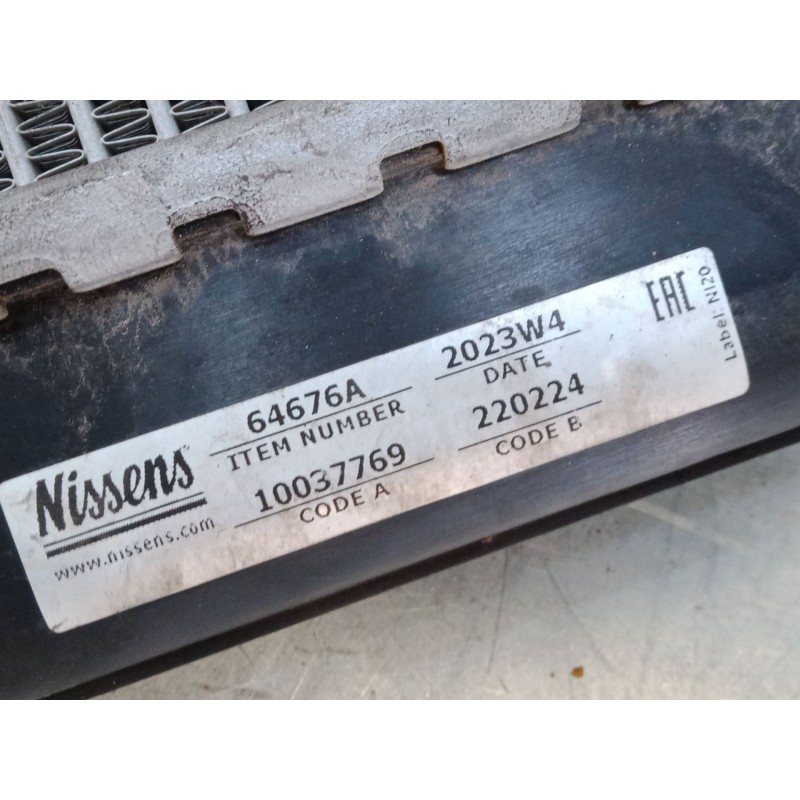 Nissens
www.nissens.com
64676A
ITEM NUMBER
10037769
CODE A
2023W4
DATE
220224
CODE B
EAC
Label: NI20